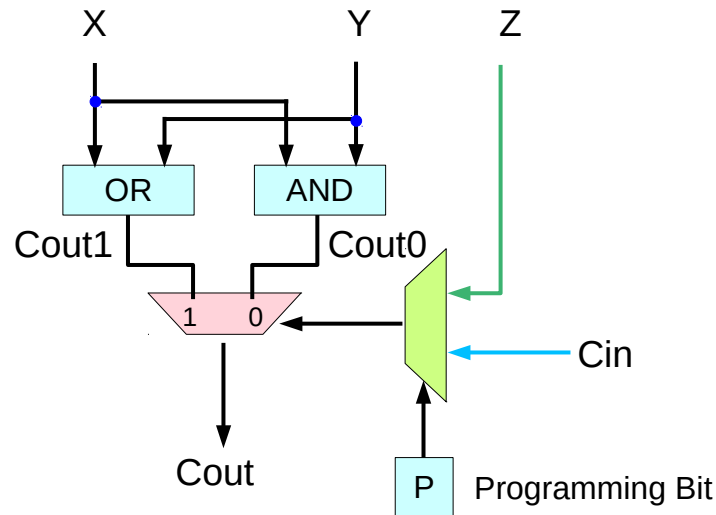 X
Y
Z
OR
AND
Cout1
Cout0
1
0
Cin
Cout
P
Programming Bit